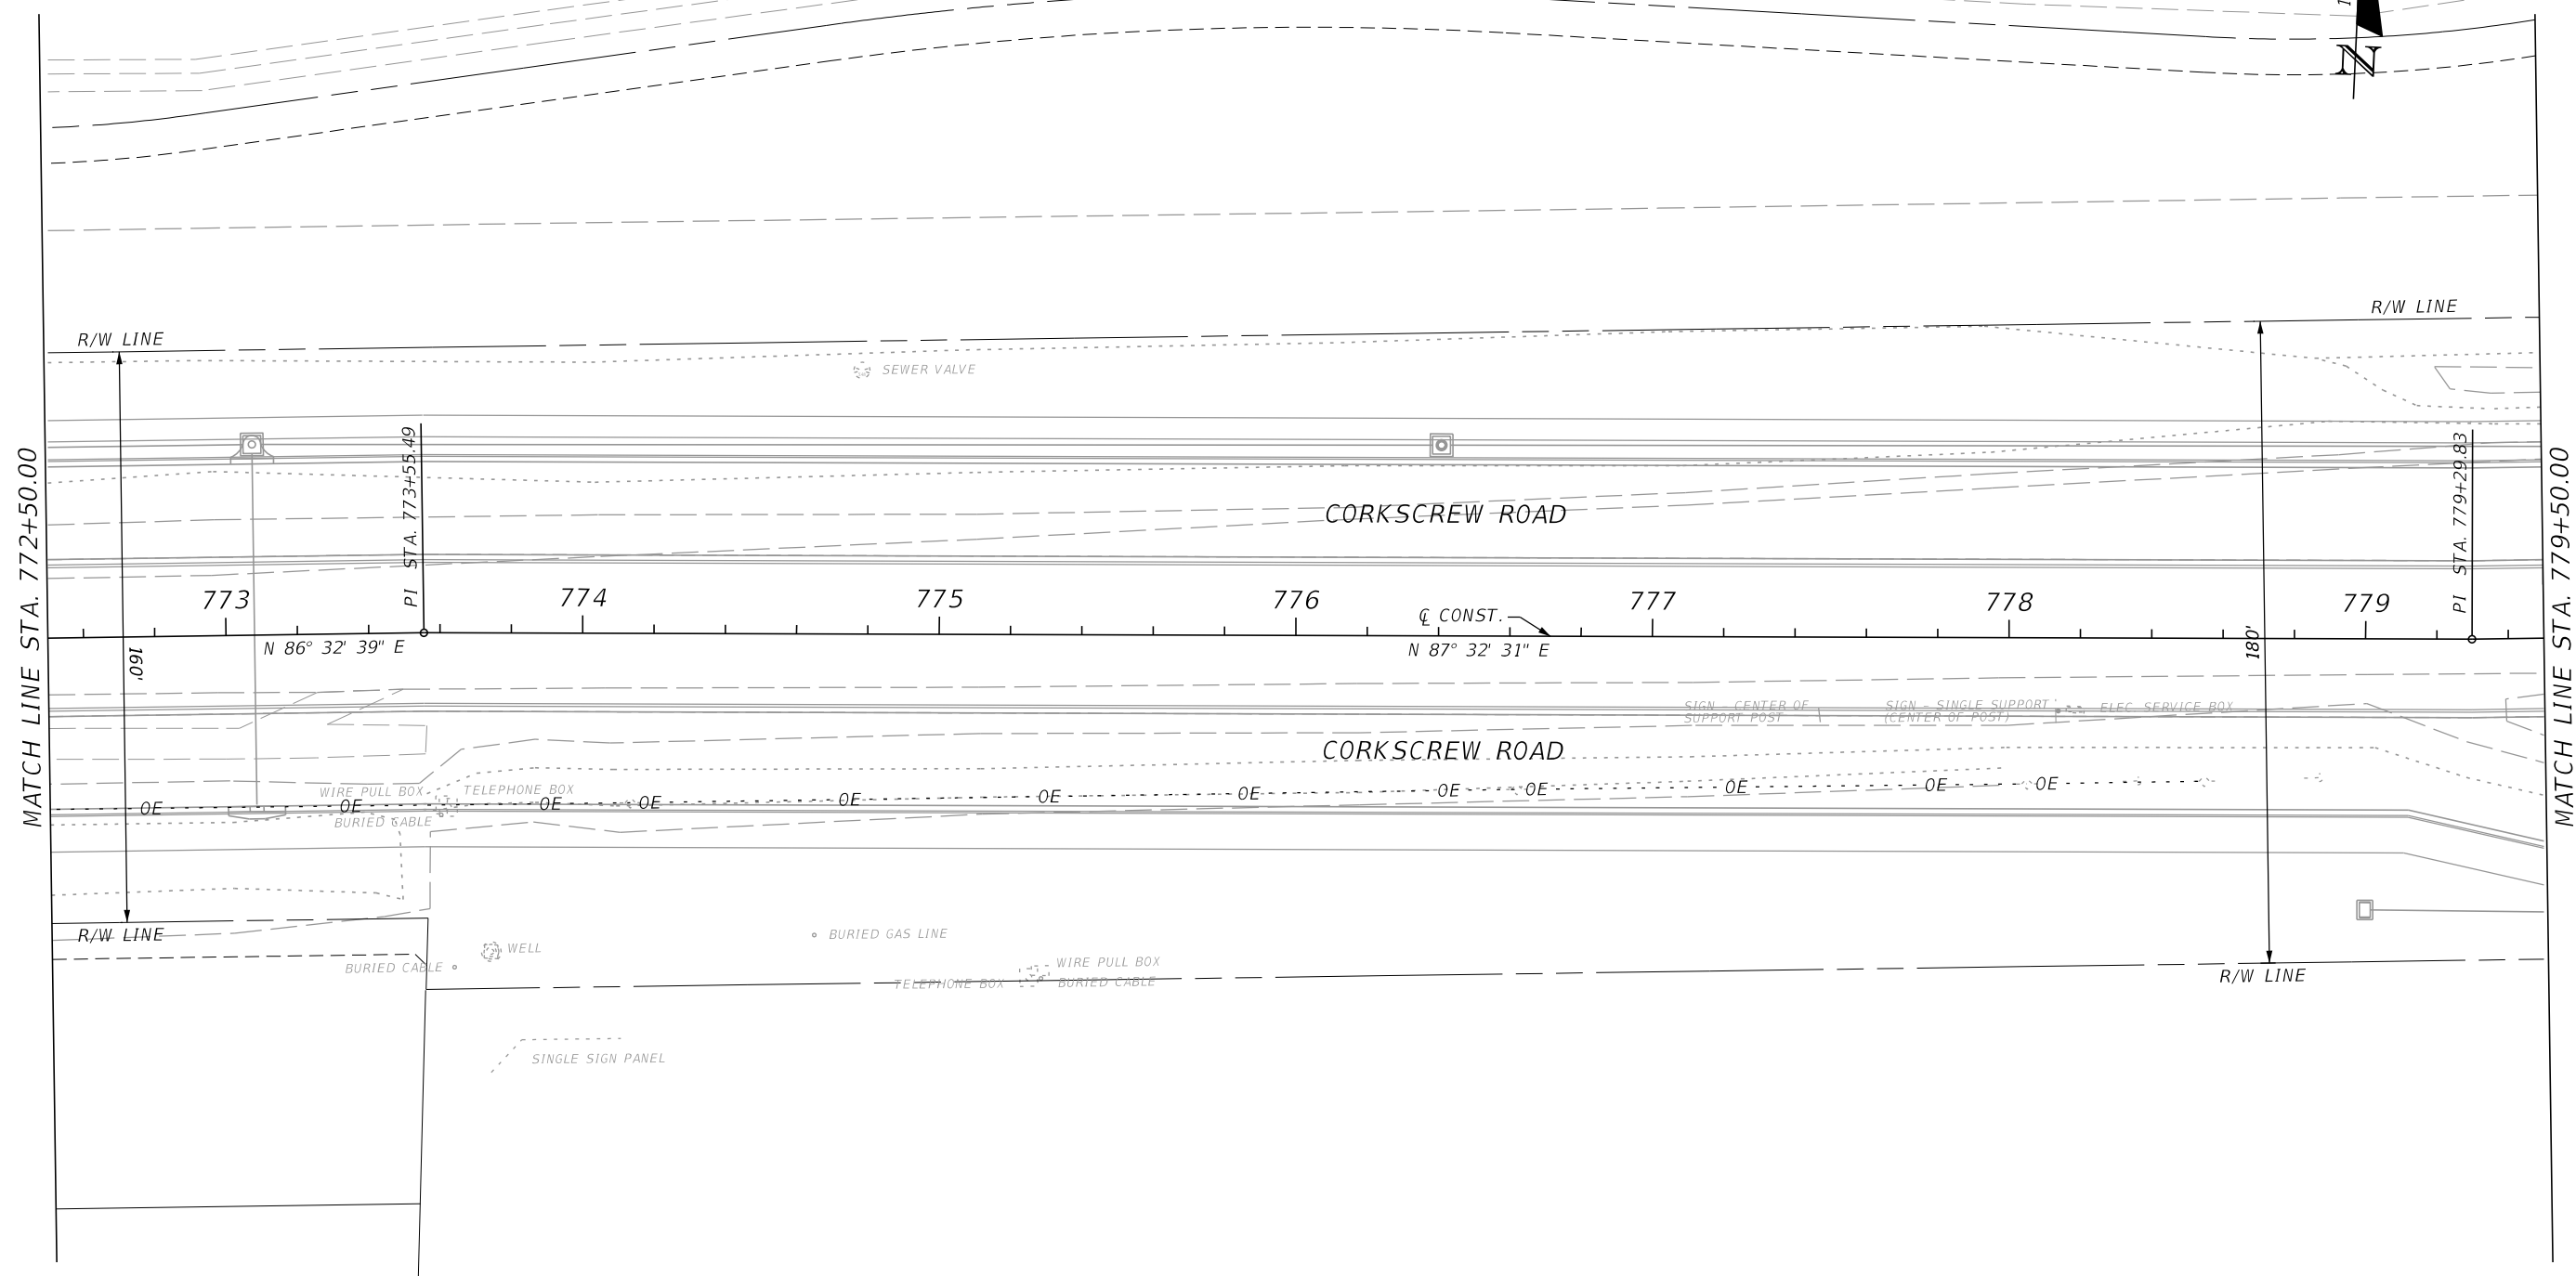 N
R/W LINE
R/W LINE
SEWER VALVE
MATCH LINE STA. 772+50.00
PI STA. 773+55.49
CORKSCREW ROAD
PI STA. 779+29.83
MATCH LINE STA. 779+50.00
773
774
775
776
℄ CONST.
777
778
779
160'
N 86° 32' 39" E
N 87° 32' 31" E
180'
SIGN - CENTER OF
SUPPORT POST
SIGN - SINGLE SUPPORT
(CENTER OF POST)
ELEC. SERVICE BOX
CORKSCREW ROAD
WIRE PULL BOX
TELEPHONE BOX
OE OE OE OE OE OE OE OE OE OE OE OE
BURIED CABLE
R/W LINE
BURIED GAS LINE
WELL
BURIED CABLE
WIRE PULL BOX
TELEPHONE BOX
BURIED CABLE
R/W LINE
SINGLE SIGN PANEL